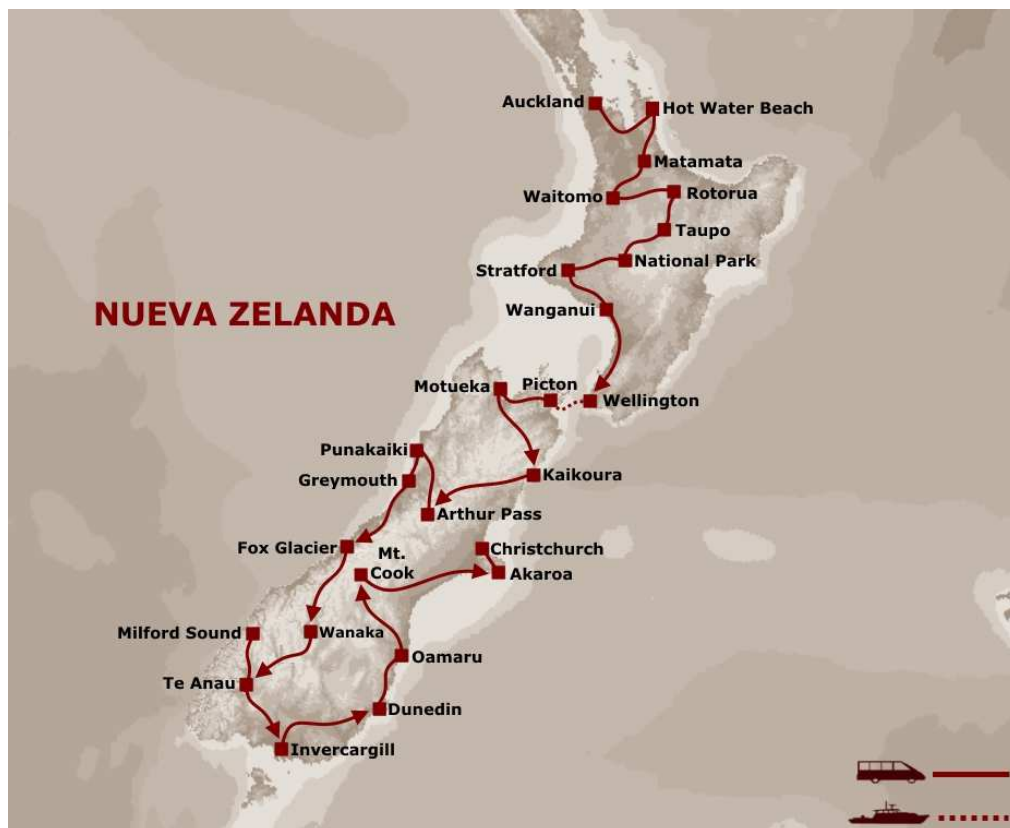 Auckland
Hot Water Beach
Matamata
Waitomo
Rotorua
Taupo
National Park
Stratford
Wanganui
NUEVA ZELANDA
Motueka
Picton
Wellington
Punakaiki
Greymouth
Kaikoura
Arthur Pass
Fox Glacier
Mt.
Cook
Christchurch
Akaroa
Milford Sound
Wanaka
Oamaru
Te Anau
Dunedin
Invercargill